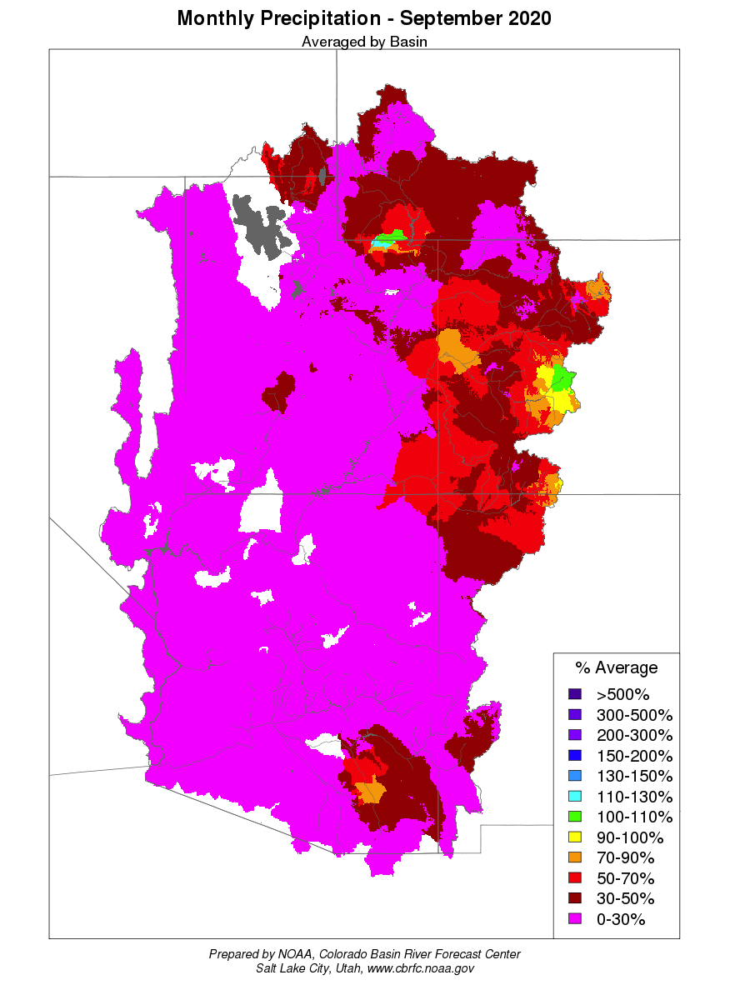 Monthly Precipitation - September 2020
Averaged by Basin
% Average
>500%
300-500%
200-300%
150-200%
130-150%
110-130%
100-110%
90-100%
70-90%
50-70%
30-50%
0-30%
Prepared by NOAA, Colorado Basin River Forecast Center
Salt Lake City, Utah, www.cbrfc.noaa.gov